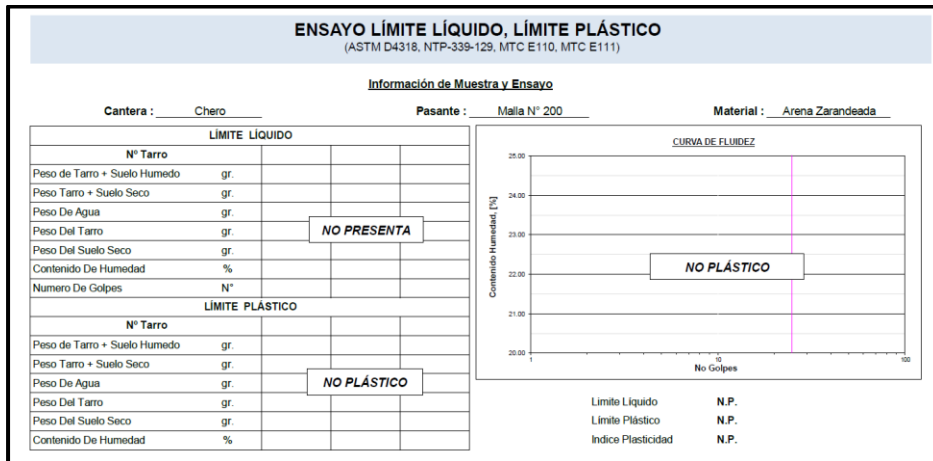 ENSAYO LÍMITE LÍQUIDO, LÍMITE PLÁSTICO
(ASTM D4318, NTP-339-129, MTC E110, MTC E111)
Información de Muestra y Ensayo
Cantera : Chero Pasante : Malla N° 200 Material : Arena Zarandeada
LÍMITE LÍQUIDO
Nº Tarro
Peso de Tarro + Suelo Humedo gr.
Peso Tarro + Suelo Seco gr.
Peso De Agua gr.
Peso Del Tarro gr.
NO PRESENTA
Peso Del Suelo Seco gr.
Contenido De Humedad %
Numero De Golpes N°
LÍMITE PLÁSTICO
Nº Tarro
Peso de Tarro + Suelo Humedo gr.
Peso Tarro + Suelo Seco gr.
Peso De Agua gr.
NO PLÁSTICO
Peso Del Tarro gr.
Peso Del Suelo Seco gr.
Contenido De Humedad %
CURVA DE FLUIDEZ
Contenido Humedad, [%]
25.00
24.00
23.00
22.00
21.00
20.00
NO PLÁSTICO
1 10 100
No Golpes
Limite Líquido N.P.
Límite Plástico N.P.
Indice Plasticidad N.P.